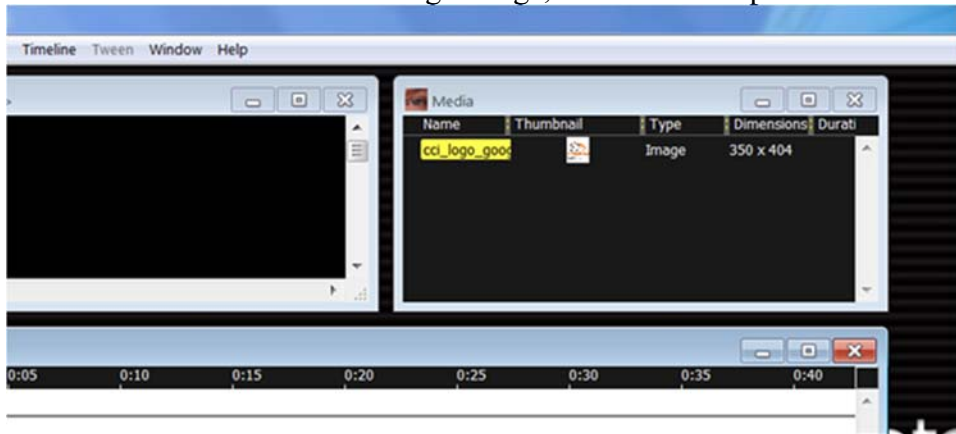 Timeline Tween Window Help
Media
Name Thumbnail Type Dimensions Durati
cci_logo_goog Image 350 x 404
0:05 0:10 0:15 0:20 0:25 0:30 0:35 0:40